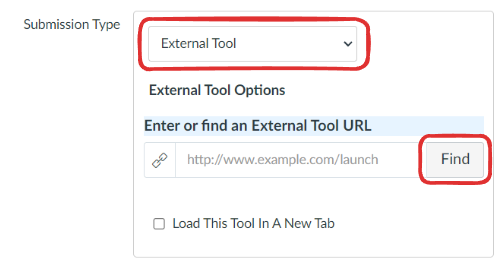 Submission Type
External Tool
External Tool Options
Enter or find an External Tool URL
http://www.example.com/launch Find
Load This Tool In A New Tab